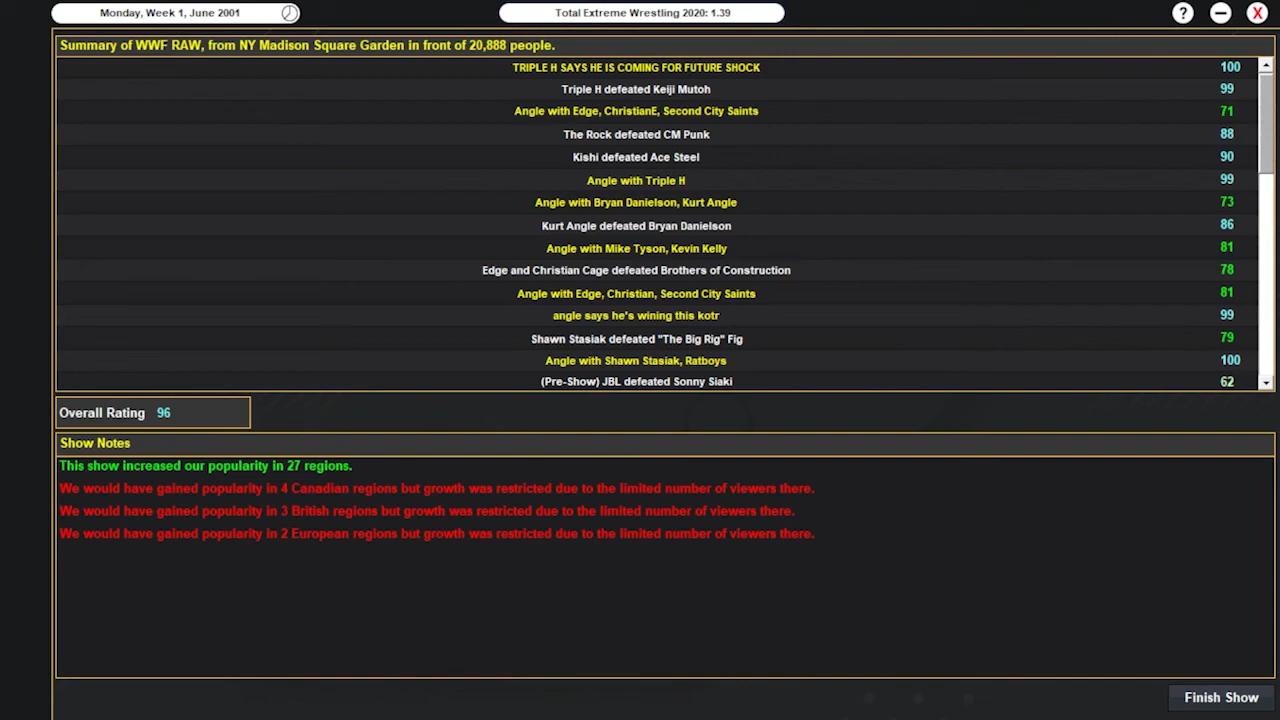 Monday, Week 1, June 2001
Total Extreme Wrestling 2020: 1.39
? X
Summary of WWF RAW, from NY Madison Square Garden in front of 20,888 people.
TRIPLE H SAYS HE IS COMING FOR FUTURE SHOCK 100
Triple H defeated Keiji Mutoh 99
Angle with Edge, ChristianE, Second City Saints 71
The Rock defeated CM Punk 88
Kishi defeated Ace Steel 90
Angle with Triple H 99
Angle with Bryan Danielson, Kurt Angle 73
Kurt Angle defeated Bryan Danielson 86
Angle with Mike Tyson, Kevin Kelly 81
Edge and Christian Cage defeated Brothers of Construction 78
Angle with Edge, Christian, Second City Saints 81
angle says he's wining this kotr 99
Shawn Stasiak defeated "The Big Rig" Fig 79
Angle with Shawn Stasiak, Ratboys 100
(Pre-Show) JBL defeated Sonny Siaki 62
Overall Rating 96
Show Notes
This show increased our popularity in 27 regions.
We would have gained popularity in 4 Canadian regions but growth was restricted due to the limited number of viewers there.
We would have gained popularity in 3 British regions but growth was restricted due to the limited number of viewers there.
We would have gained popularity in 2 European regions but growth was restricted due to the limited number of viewers there.
Finish Show